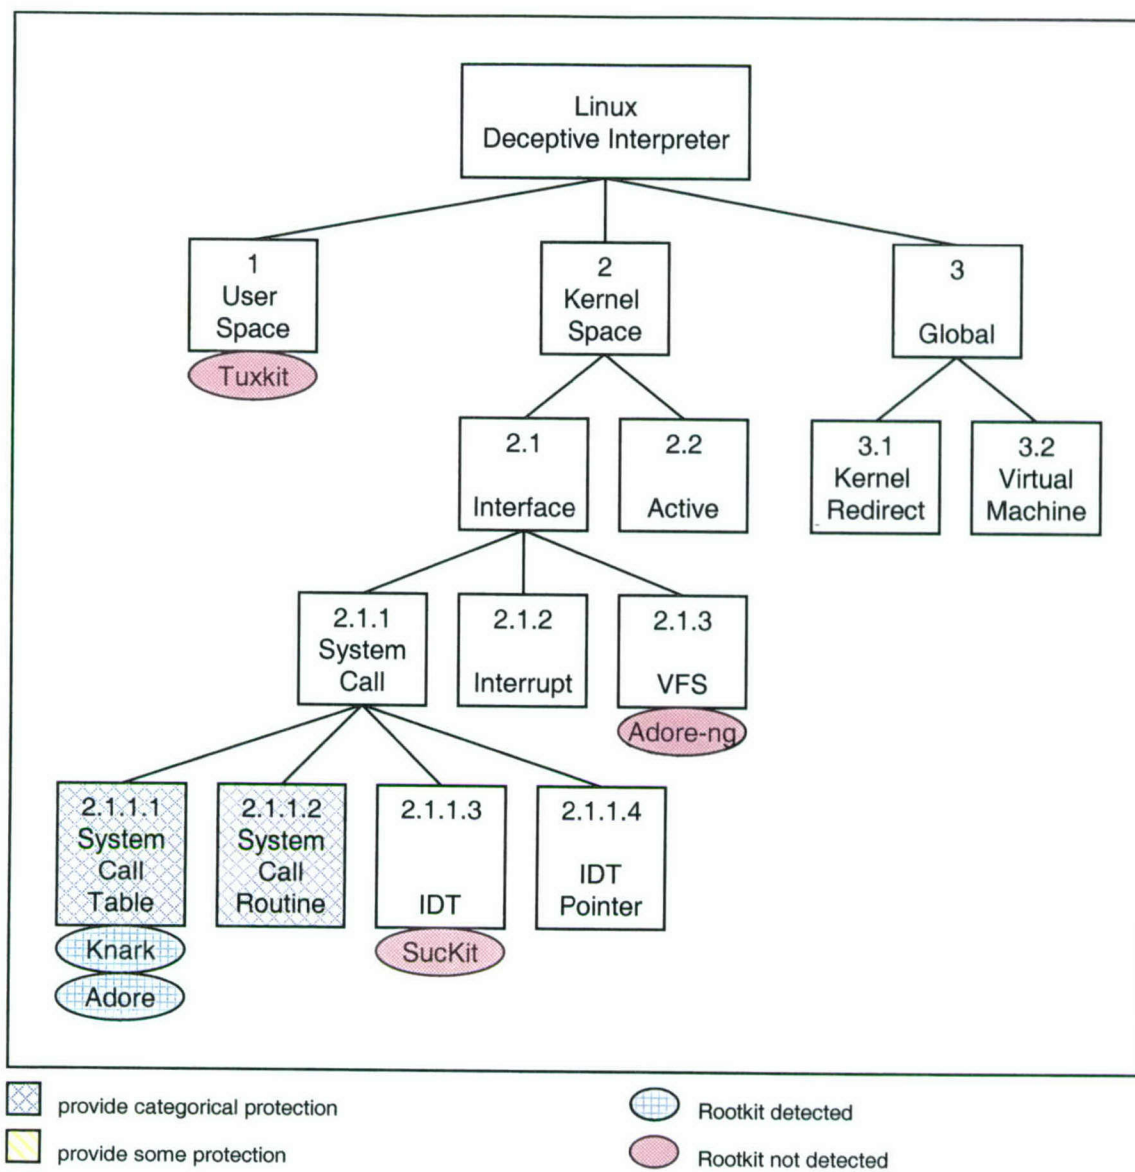 Linux
Deceptive Interpreter
1
User
Space
Tuxkit
2
Kernel
Space
3
Global
2.1
Interface
2.2
Active
3.1
Kernel
Redirect
3.2
Virtual
Machine
2.1.1
System
Call
2.1.2
Interrupt
2.1.3
VFS
Adore-ng
2.1.1.1
System
Call
Table
Knark
Adore
2.1.1.2
System
Call
Routine
2.1.1.3
IDT
SucKit
2.1.1.4
IDT
Pointer
provide categorical protection
provide some protection
Rootkit detected
Rootkit not detected